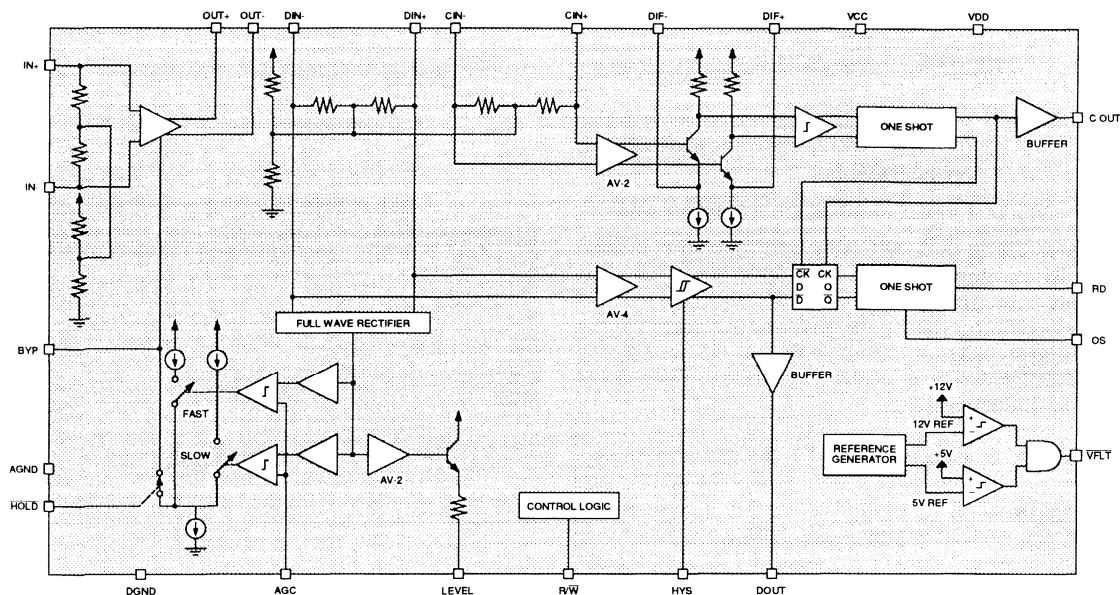 OUT+ OUT- DIN- DIN+ CIN- CIN+ DIF- DIF+ VCC VDD
IN+
ONE SHOT
C OUT
BUFFER
IN-
AV-2
CK CK
D Q
D Q
ONE SHOT
RD
AV-4
FULL WAVE RECTIFIER
OS
BYP
BUFFER
FAST
+12V
12V REF
REFERENCE
GENERATOR
+5V
VFLT
5V REF
SLOW
AGND
AV-2
HOLD
CONTROL LOGIC
DGND AGC LEVEL R/W HYS DOUT